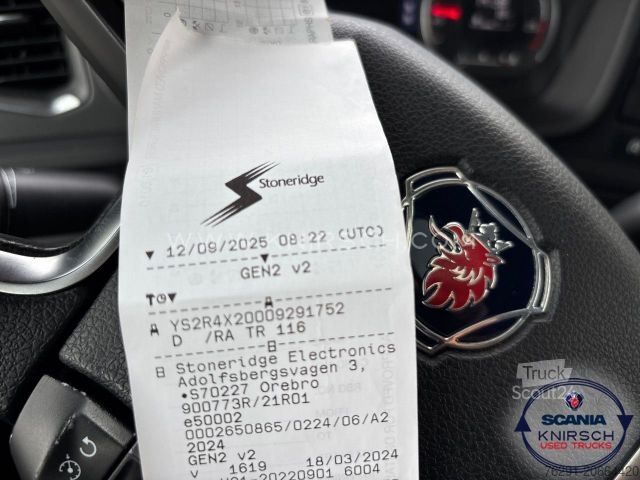 Stoneridge
▼ 12/09/2025 08:22 (UTC)
▼
GEN2 v2
T⊙▼
A
A YS2R4X20009291752
D /RA TR 116
B
B Stoneridge Electronics
Adolfsbergsvagen 3,
•S70227 Orebro
900773R/21R01
e50002
0002650865/0224/06/A2
2024
GEN2 v2
v 1619 18/03/2024
Truck
Scout24
SCANIA
KNIRSCH
USED TRUCKS